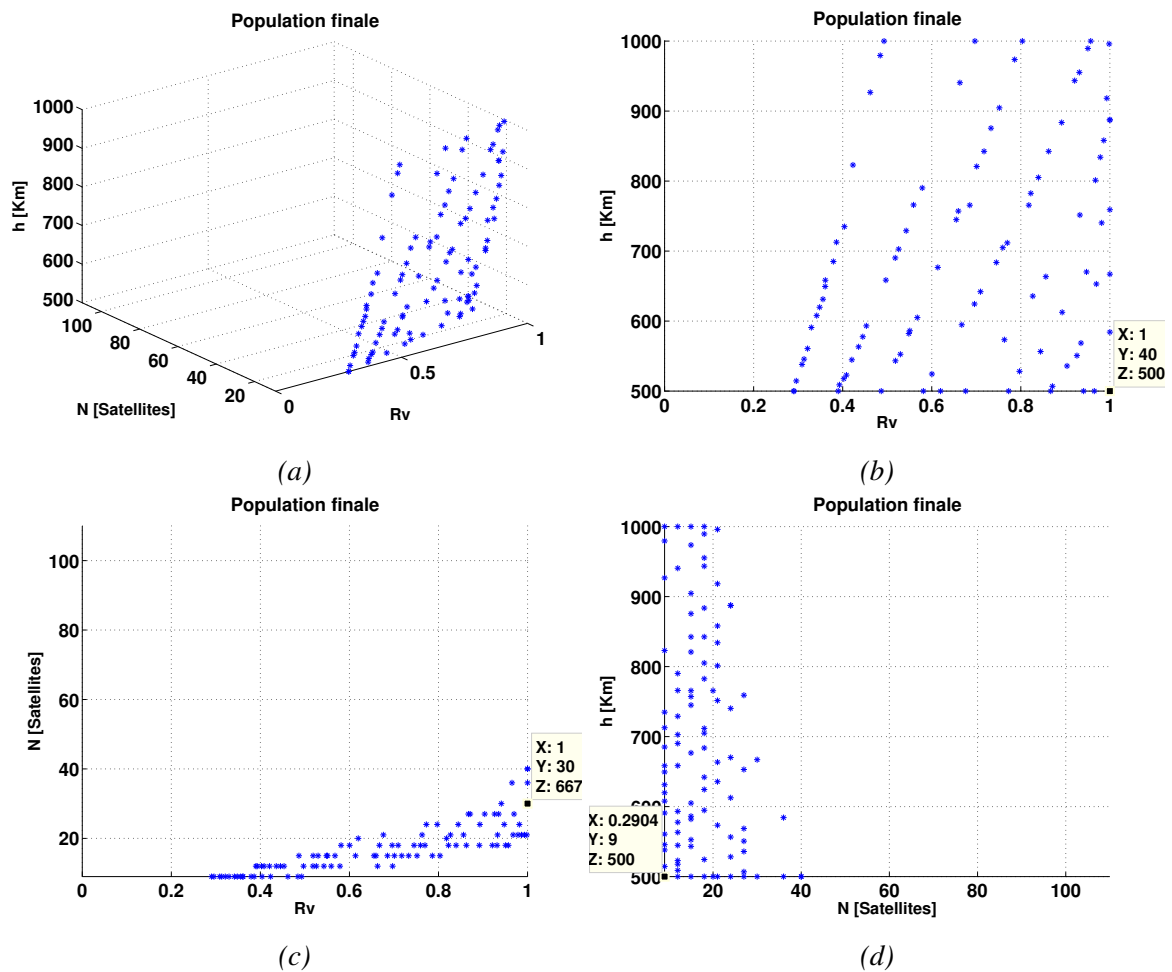 Population finale
h [Km]
1000
900
800
700
600
500
100
80
60
40
20
N [Satellites]
0
0.5
1
Rv
(a)
Population finale
h [Km]
1000
900
800
700
600
500
X: 1
Y: 40
Z: 500
0 0.2 0.4 0.6 0.8 1
Rv
(b)
Population finale
N [Satellites]
100
80
60
40
20
X: 1
Y: 30
Z: 667
0 0.2 0.4 0.6 0.8 1
Rv
(c)
Population finale
h [Km]
1000
900
800
700
600
500
X: 0.2904
Y: 9
Z: 500
20 40 60 80 100
N [Satellites]
(d)